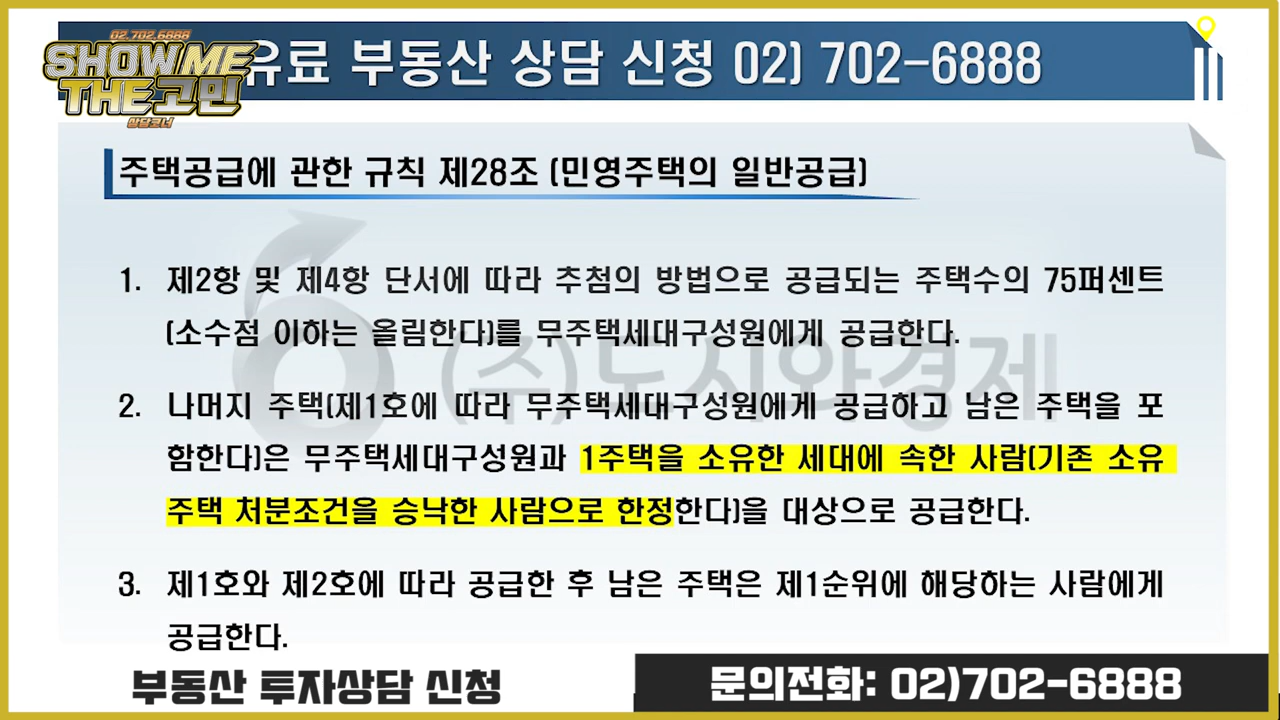 02.702.6888
SHOW ME
THE 고민
상담코너
유료 부동산 상담 신청 02) 702-6888
주택공급에 관한 규칙 제28조 (민영주택의 일반공급)
1. 제2항 및 제4항 단서에 따라 추첨의 방법으로 공급되는 주택수의 75퍼센트
(소수점 이하는 올림한다)를 무주택세대구성원에게 공급한다.
(주)도시와경제
2. 나머지 주택(제1호에 따라 무주택세대구성원에게 공급하고 남은 주택을 포
함한다)은 무주택세대구성원과 1주택을 소유한 세대에 속한 사람(기존 소유
주택 처분조건을 승낙한 사람으로 한정한다)을 대상으로 공급한다.
3. 제1호와 제2호에 따라 공급한 후 남은 주택은 제1순위에 해당하는 사람에게
공급한다.
부동산 투자상담 신청
문의전화: 02)702-6888